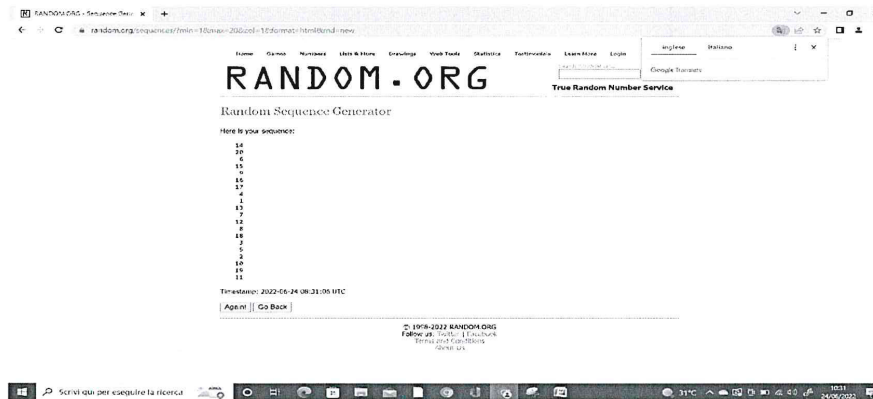 RANDOM.ORG - Sequence Gene
random.org/sequences/?min=1&max=20&col=1&format=html&rnd=new
Home Games Numbers Lists & More Drawings Web Tools Statistics Testimonials Learn More Login
inglese Italiano
Google Translate
RANDOM.ORG
True Random Number Service
Random Sequence Generator
Here is your sequence:
14
20
6
15
9
16
17
4
1
13
7
12
8
18
3
5
2
10
19
11
Timestamp: 2022-06-24 08:31:06 UTC
Again! Go Back
© 1998-2022 RANDOM.ORG
Follow us: Twitter | Facebook
Terms and Conditions
About Us
Scrivi qui per eseguire la ricerca
31°C
10:31
24/06/2022